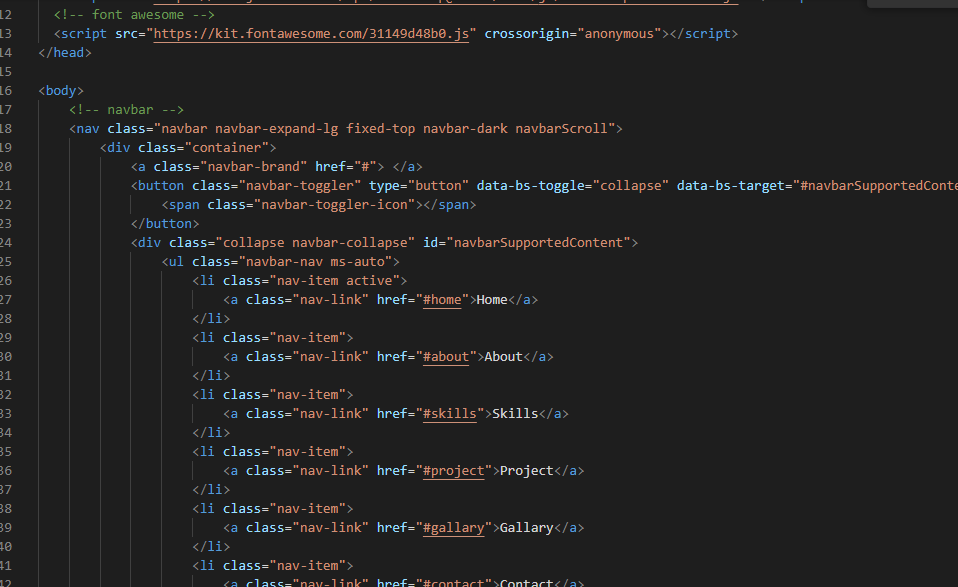 12 <!-- font awesome -->
13 <script src="https://kit.fontawesome.com/31149d48b0.js" crossorigin="anonymous"></script>
14 </head>
15
16 <body>
17 <!-- navbar -->
18 <nav class="navbar navbar-expand-lg fixed-top navbar-dark navbarScroll">
19 <div class="container">
20 <a class="navbar-brand" href="#"> </a>
21 <button class="navbar-toggler" type="button" data-bs-toggle="collapse" data-bs-target="#navbarSupportedConte
22 <span class="navbar-toggler-icon"></span>
23 </button>
24 <div class="collapse navbar-collapse" id="navbarSupportedContent">
25 <ul class="navbar-nav ms-auto">
26 <li class="nav-item active">
27 <a class="nav-link" href="#home">Home</a>
28 </li>
29 <li class="nav-item">
30 <a class="nav-link" href="#about">About</a>
31 </li>
32 <li class="nav-item">
33 <a class="nav-link" href="#skills">Skills</a>
34 </li>
35 <li class="nav-item">
36 <a class="nav-link" href="#project">Project</a>
37 </li>
38 <li class="nav-item">
39 <a class="nav-link" href="#gallary">Gallary</a>
40 </li>
41 <li class="nav-item">
42 <a class="nav-link" href="#contact">Contact</a>